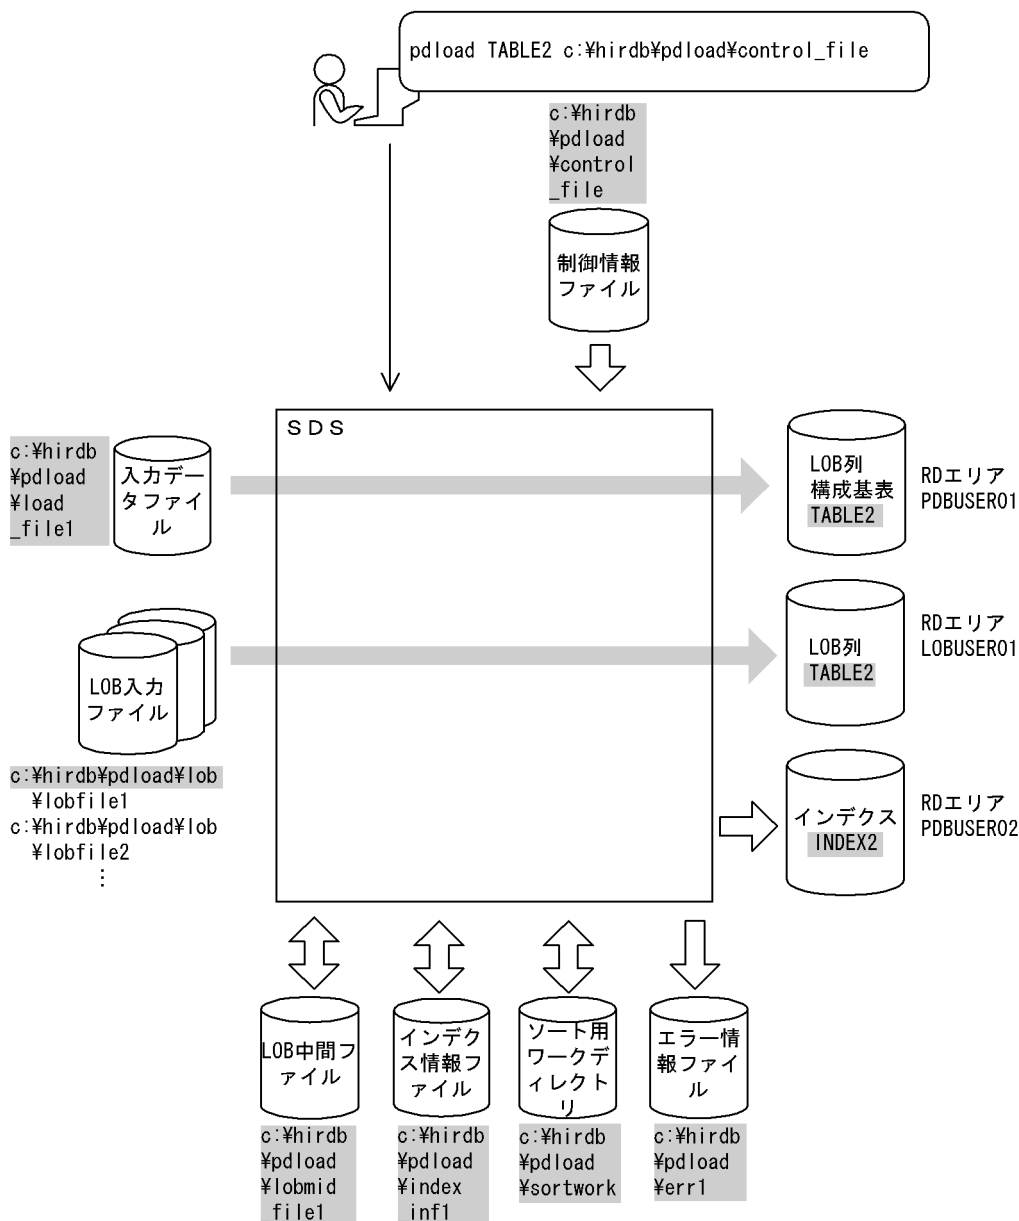 pdload TABLE2 c:¥hirdb¥pdload¥control_file
c:¥hirdb
¥pdload
¥control
_file
制御情報
ファイル
SDS
c:¥hirdb
¥pdload
¥load
_file1
入力デー
タファイ
ル
LOB列
構成基表
TABLE2
RDエリア
PDBUSER01
LOB入力
ファイル
c:¥hirdb¥pdload¥lob
¥lobfile1
c:¥hirdb¥pdload¥lob
¥lobfile2
⋮
LOB列
TABLE2
RDエリア
LOBUSER01
インデクス
INDEX2
RDエリア
PDBUSER02
LOB中間フ
ァイル
c:¥hirdb
¥pdload
¥lobmid
_file1
インデク
ス情報フ
ァイル
c:¥hirdb
¥pdload
¥index
_inf1
ソート用
ワークデ
ィレクト
リ
c:¥hirdb
¥pdload
¥sortwork
エラー情
報ファイ
ル
c:¥hirdb
¥pdload
¥err1